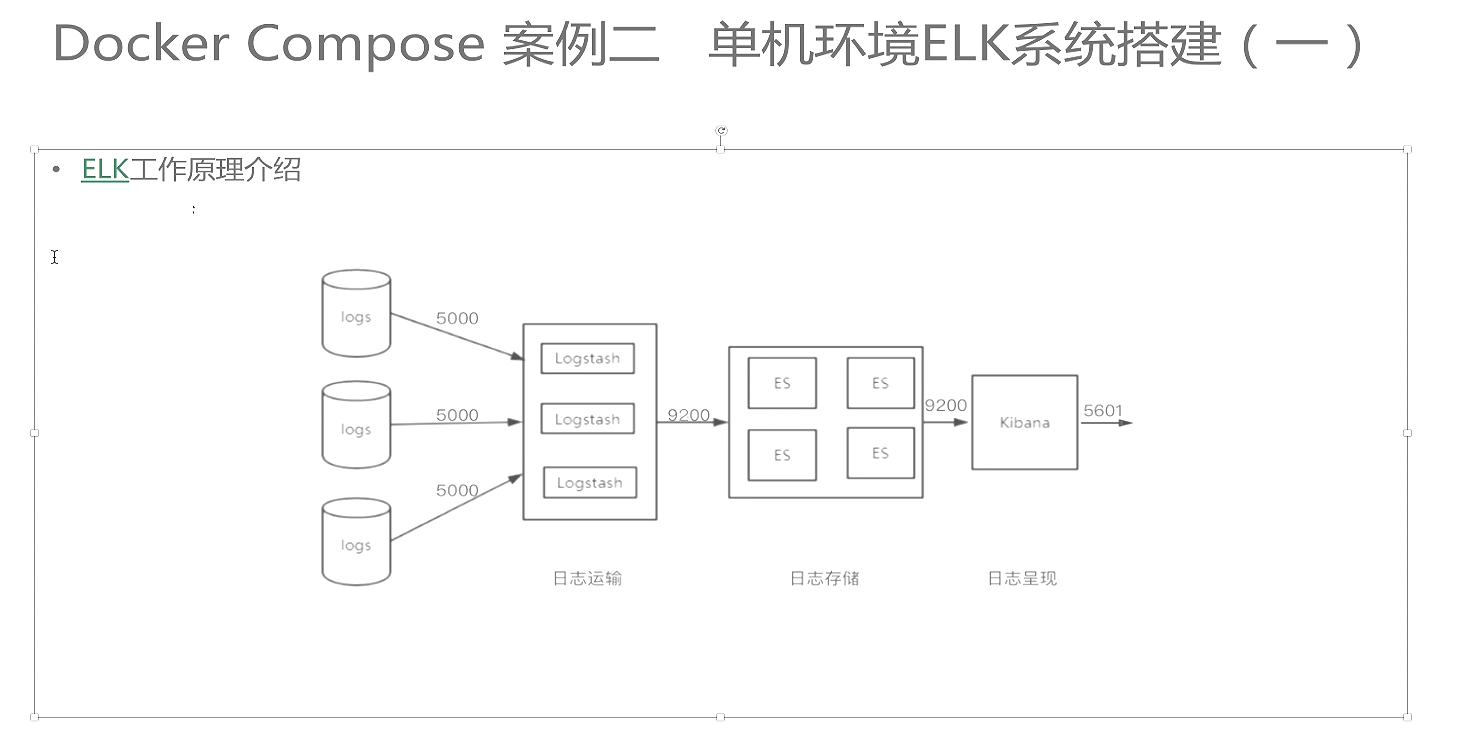 Docker Compose 案例二 单机环境ELK系统搭建（一）
• ELK工作原理介绍
;
logs
5000
Logstash
ES
ES
logs
5000
Logstash
9200
9200
Kibana
5601
ES
ES
logs
5000
Logstash
日志运输
日志存储
日志呈现